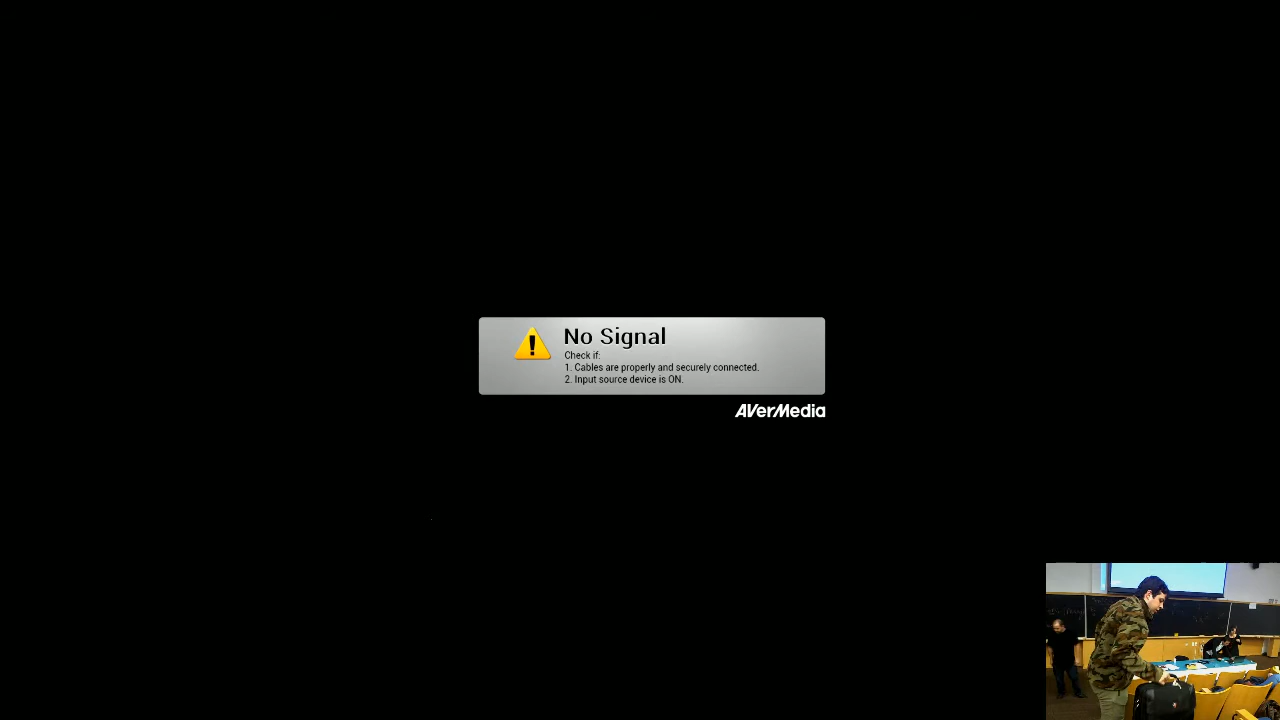 No Signal
Check if:
1. Cables are properly and securely connected.
2. Input source device is ON.
AVerMedia